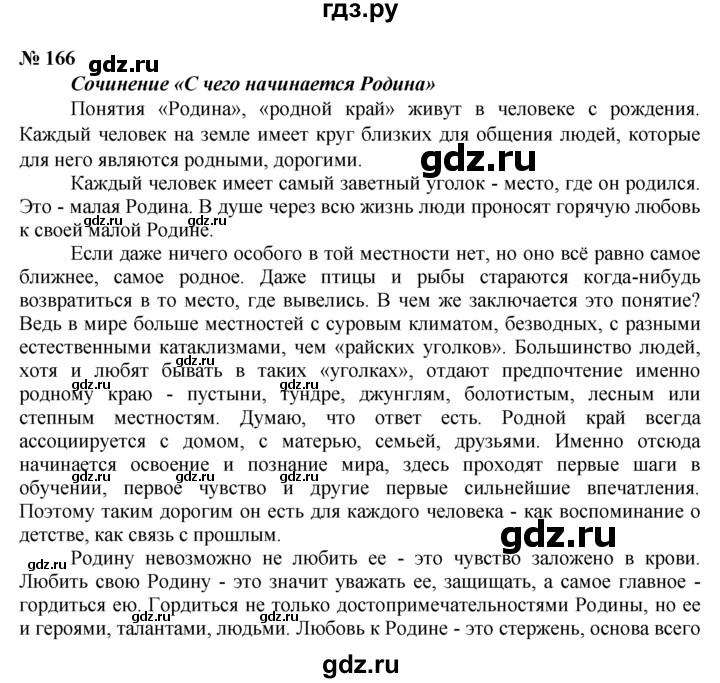 гдз.ру
№ 166
gdz.ru
Сочинение «С чего начинается Родина»
gdz.ru
gdz.ru
Понятия «Родина», «родной край» живут в человеке с рождения.
Каждый человек на земле имеет круг близких для общения людей, которые
для него являются родными, дорогими.
gdz.ru
Каждый человек имеет самый заветный уголок - место, где он родился.
Это - малая Родина. В душе через всю жизнь люди проносят горячую любовь
к своей малой Родине.
gdz.ru
gdz.ru
Если даже ничего особого в той местности нет, но оно всё равно самое
ближнее, самое родное. Даже птицы и рыбы стараются когда-нибудь
возвратиться в то место, где вывелись. В чем же заключается это понятие?
Ведь в мире больше местностей с суровым климатом, безводных, с разными
естественными катаклизмами, чем «райских уголков». Большинство людей,
gdz.ru
gdz.ru
хотя и любят бывать в таких «уголках», отдают предпочтение именно
родному краю - пустыни, тундре, джунглям, болотистым, лесным или
степным местностям. Думаю, что ответ есть. Родной край всегда
ассоциируется с домом, с матерью, семьей, друзьями. Именно отсюда
начинается освоение и познание мира, здесь проходят первые шаги в
gdz.ru
gdz.ru
обучении, первое чувство и другие первые сильнейшие впечатления.
Поэтому таким дорогим он есть для каждого человека - как воспоминание о
детстве, как связь с прошлым.
gdz.ru
gdz.ru
Родину невозможно не любить ее - это чувство заложено в крови.
Любить свою Родину - это значит уважать ее, защищать, а самое главное -
гордиться ею. Гордиться не только достопримечательностями Родины, но ее
gdz.ru
gdz.ru
и героями, талантами, людьми. Любовь к Родине - это стержень, основа всего
gdz.ru